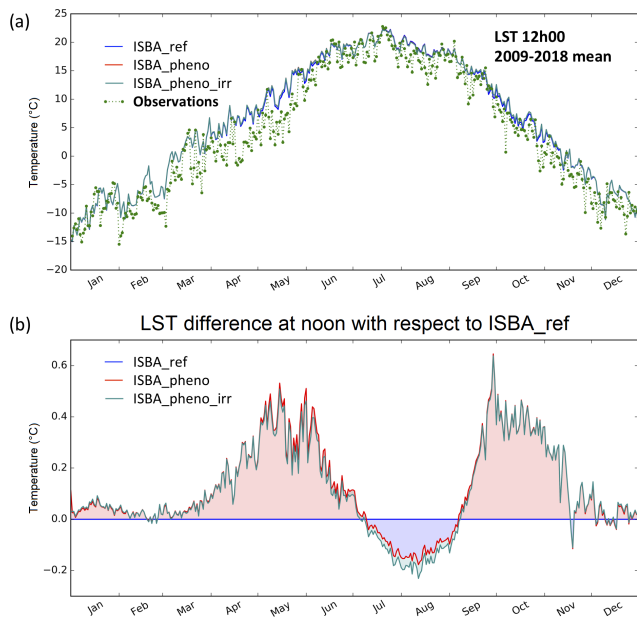 (a)
25
20
15
10
5
0
−5
−10
−15
−20
Temperature (°C)
ISBA_ref
ISBA_pheno
ISBA_pheno_irr
Observations
LST 12h00
2009-2018 mean
Jan Feb Mar Apr May Jun Jul Aug Sep Oct Nov Dec
(b)
LST difference at noon with respect to ISBA_ref
0.6
0.4
0.2
0.0
−0.2
Temperature (°C)
ISBA_ref
ISBA_pheno
ISBA_pheno_irr
Jan Feb Mar Apr May Jun Jul Aug Sep Oct Nov Dec